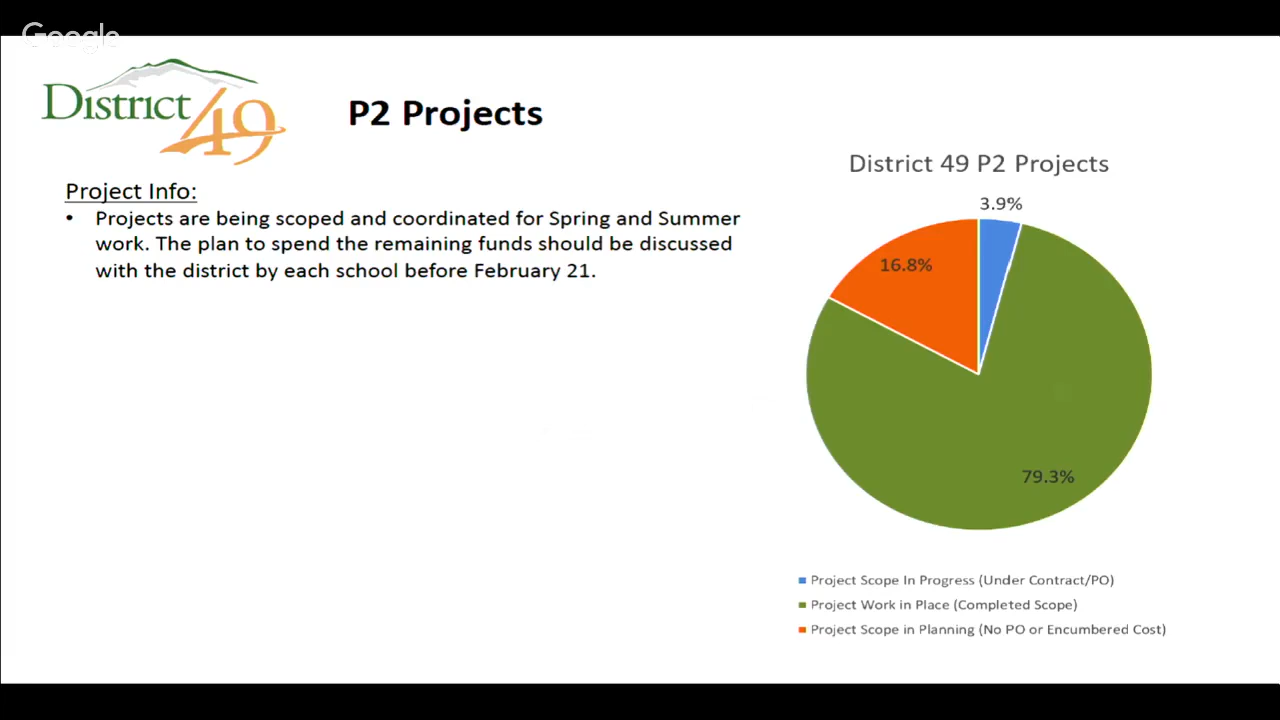 Google
District 49
P2 Projects
Project Info:
• Projects are being scoped and coordinated for Spring and Summer
work. The plan to spend the remaining funds should be discussed
with the district by each school before February 21.
District 49 P2 Projects
3.9%
16.8%
79.3%
Project Scope In Progress (Under Contract/PO)
Project Work in Place (Completed Scope)
Project Scope in Planning (No PO or Encumbered Cost)